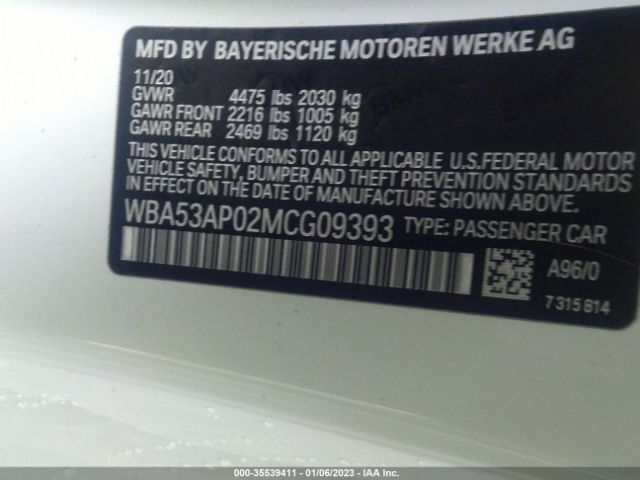 MFD BY BAYERISCHE MOTOREN WERKE AG
11/20
GVWR 4475 lbs 2030 kg
GAWR FRONT 2216 lbs 1005 kg
GAWR REAR 2469 lbs 1120 kg
THIS VEHICLE CONFORMS TO ALL APPLICABLE U.S.FEDERAL MOTOR
VEHICLE SAFETY, BUMPER AND THEFT PREVENTION STANDARDS
IN EFFECT ON THE DATE OF MANUFACTURE SHOWN ABOVE.
WBA53AP02MCG09393 TYPE: PASSENGER CAR
A96/0
7315814
000-35539411 - 01/06/2023 - IAA Inc.